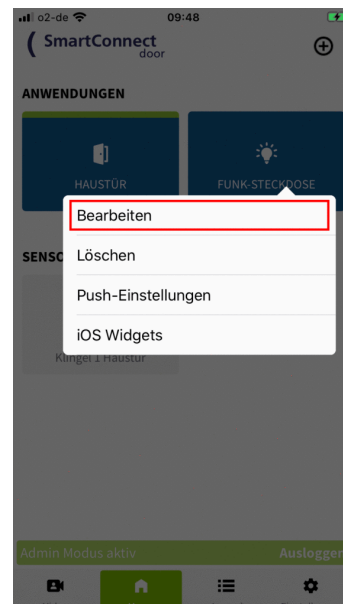 o2-de 09:48
SmartConnect
door
ANWENDUNGEN
HAUSTÜR FUNK-STECKDOSE
Bearbeiten
SENSO
Löschen
Push-Einstellungen
iOS Widgets
Klingel 1 Haustür
Admin Modus aktiv Ausloggen